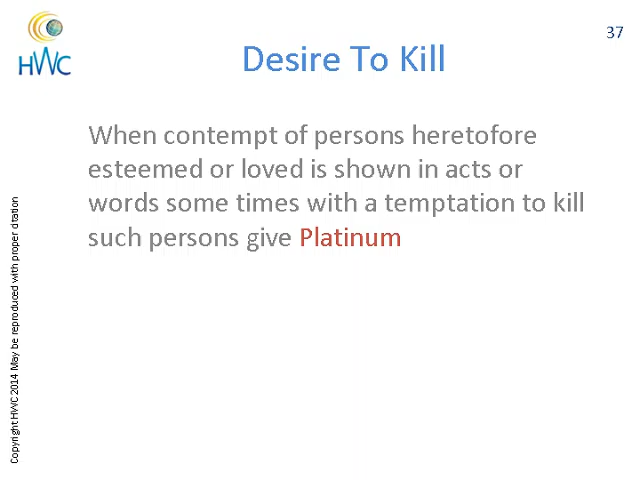 37
HWC
Desire To Kill
When contempt of persons heretofore
esteemed or loved is shown in acts or
words some times with a temptation to kill
such persons give Platinum
Copyright HWC 2014 May be reproduced with proper citation